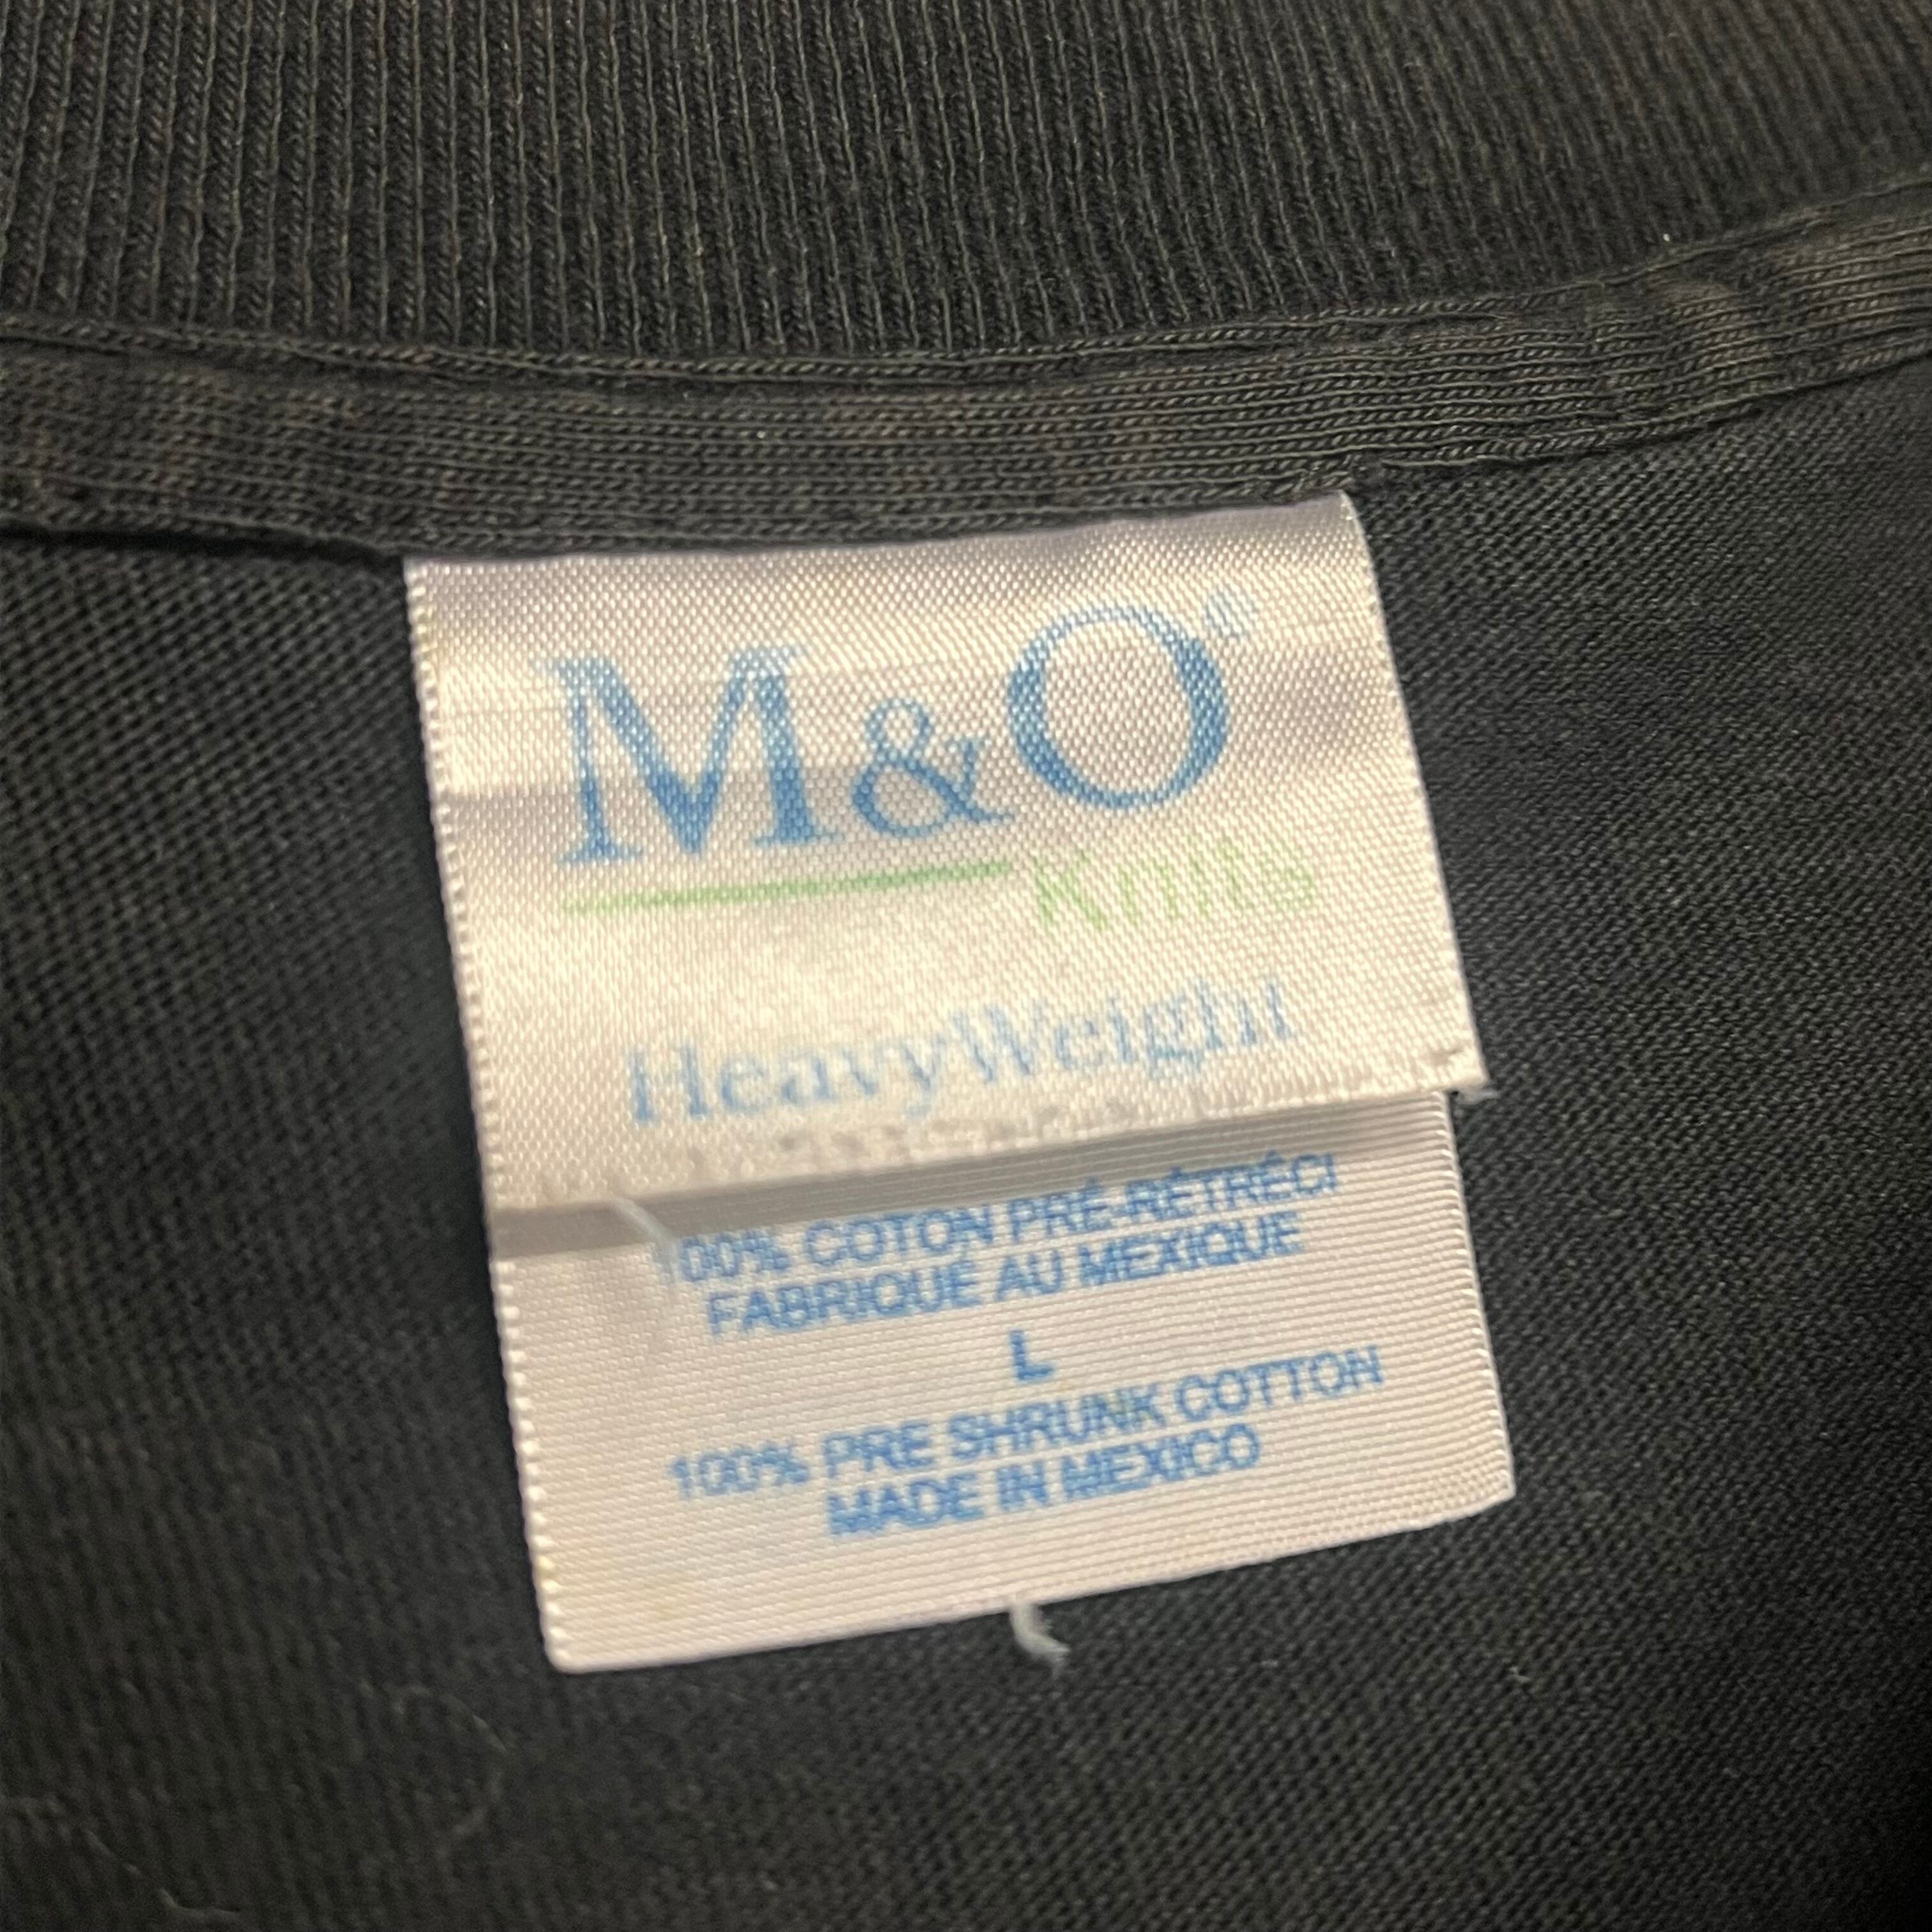 M&O®
Knits
HeavyWeight
100% COTON PRÉ-RÉTRÉCI
FABRIQUÉ AU MEXIQUE
L
100% PRE SHRUNK COTTON
MADE IN MEXICO